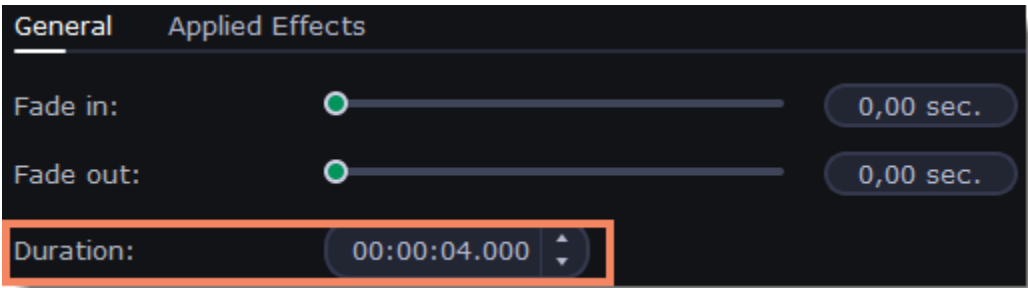 General Applied Effects
Fade in: 0,00 sec.
Fade out: 0,00 sec.
Duration: 00:00:04.000